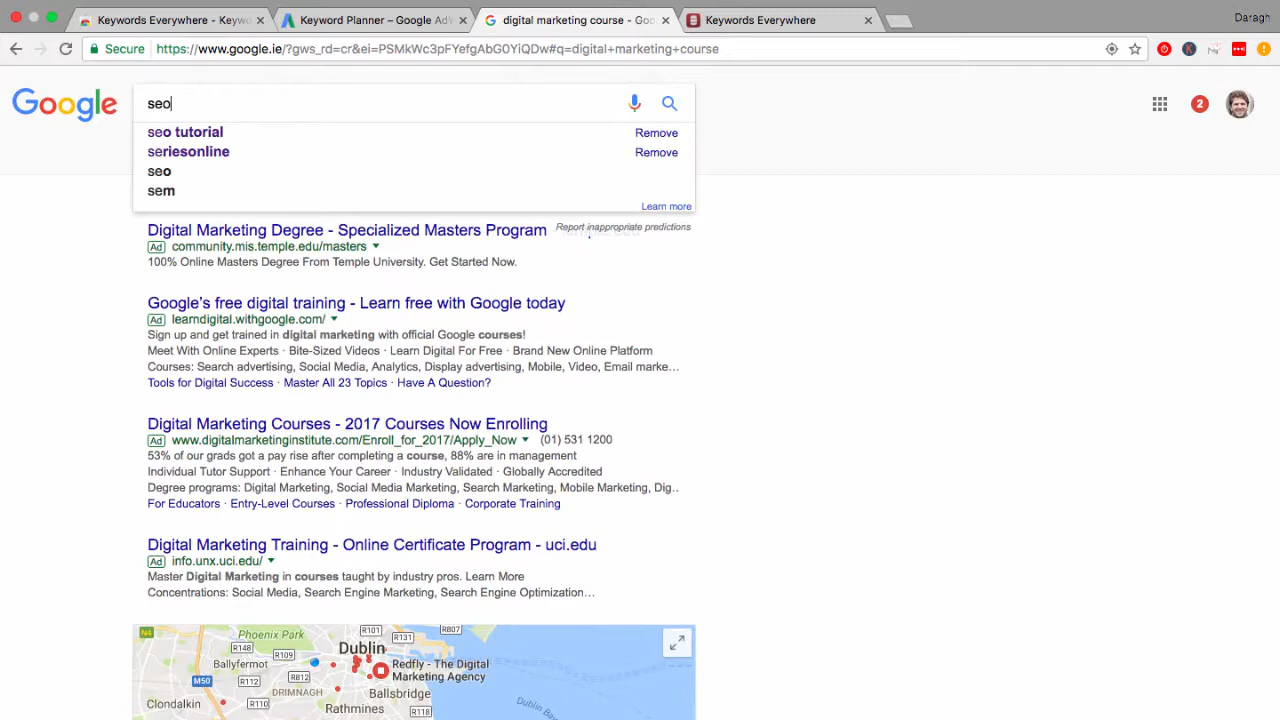 Keywords Everywhere - Keywo
Keyword Planner – Google AdW
digital marketing course - Goo
Keywords Everywhere
Daragh
Secure
https://www.google.ie/?gws_rd=cr&ei=PSMkWc3pFYefgAbG0YiQDw#q=digital+marketing+course
Google
seo
2
seo tutorial
Remove
seriesonline
Remove
seo
sem
Learn more
Digital Marketing Degree - Specialized Masters Program
Report inappropriate predictions
Ad community.mis.temple.edu/masters
100% Online Masters Degree From Temple University. Get Started Now.
Google's free digital training - Learn free with Google today
Ad learndigital.withgoogle.com/
Sign up and get trained in digital marketing with official Google courses!
Meet With Online Experts · Bite-Sized Videos · Learn Digital For Free · Brand New Online Platform
Courses: Search advertising, Social Media, Analytics, Display advertising, Mobile, Video, Email marke...
Tools for Digital Success · Master All 23 Topics · Have A Question?
Digital Marketing Courses - 2017 Courses Now Enrolling
Ad www.digitalmarketinginstitute.com/Enroll_for_2017/Apply_Now (01) 531 1200
53% of our grads got a pay rise after completing a course, 88% are in management
Individual Tutor Support · Enhance Your Career · Industry Validated · Globally Accredited
Degree programs: Digital Marketing, Social Media Marketing, Search Marketing, Mobile Marketing, Dig..
For Educators · Entry-Level Courses · Professional Diploma · Corporate Training
Digital Marketing Training - Online Certificate Program - uci.edu
Ad info.unx.uci.edu/
Master Digital Marketing in courses taught by industry pros. Learn More
Concentrations: Social Media, Search Engine Marketing, Search Engine Optimization...
N4
R101
R807
Phoenix Park
R131
R148
Dublin
R109
Ballyfermot
Redfly - The Digital
Marketing Agency
M50
R112
R812
DRIMNAGH
Ballsbridge
Clondalkin
R110
Rathmines
R118
Dublin Bay